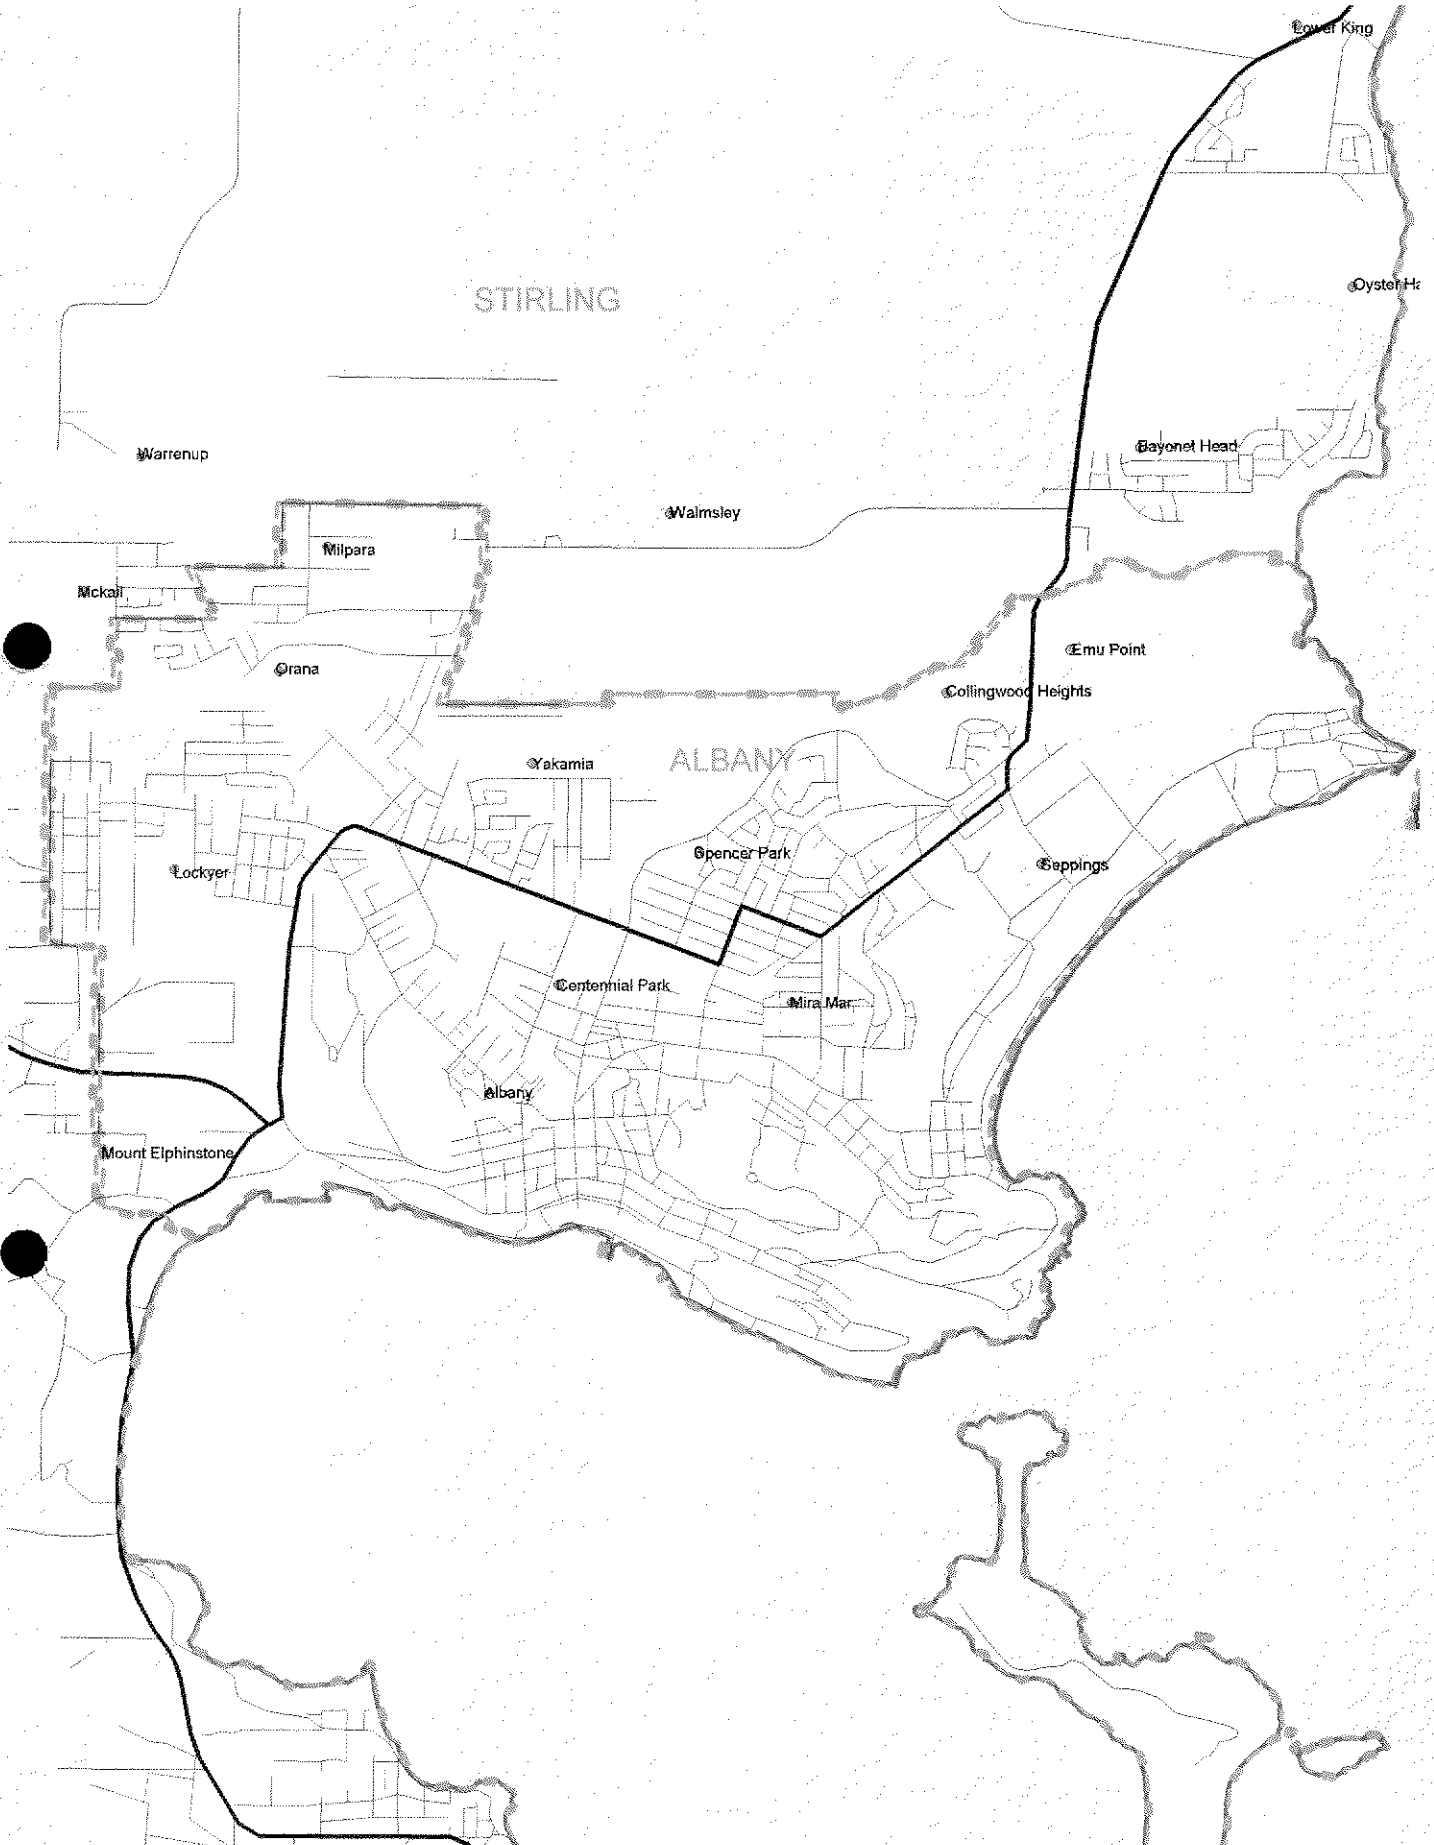 Lower King
STIRLING
Oyster Ha
Warrenup
Bayonet Head
Walmsley
Milpara
Mckail
Emu Point
Orana
Collingwood Heights
ALBANY
Yakamia
Spencer Park
Seppings
Lockyer
Centennial Park
Mira Mar
Albany
Mount Elphinstone